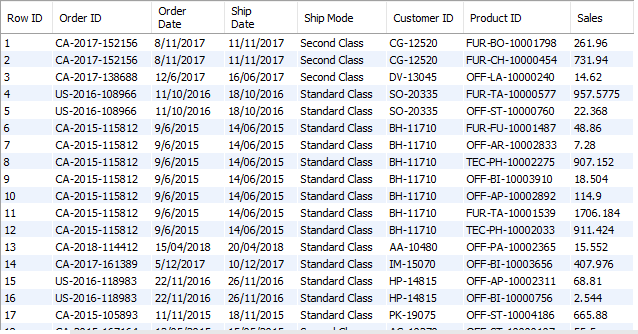 Row ID Order ID Order Date Ship Date Ship Mode Customer ID Product ID Sales
1 CA-2017-152156 8/11/2017 11/11/2017 Second Class CG-12520 FUR-BO-10001798 261.96
2 CA-2017-152156 8/11/2017 11/11/2017 Second Class CG-12520 FUR-CH-10000454 731.94
3 CA-2017-138688 12/6/2017 16/06/2017 Second Class DV-13045 OFF-LA-10000240 14.62
4 US-2016-108966 11/10/2016 18/10/2016 Standard Class SO-20335 FUR-TA-10000577 957.5775
5 US-2016-108966 11/10/2016 18/10/2016 Standard Class SO-20335 OFF-ST-10000760 22.368
6 CA-2015-115812 9/6/2015 14/06/2015 Standard Class BH-11710 FUR-FU-10001487 48.86
7 CA-2015-115812 9/6/2015 14/06/2015 Standard Class BH-11710 OFF-AR-10002833 7.28
8 CA-2015-115812 9/6/2015 14/06/2015 Standard Class BH-11710 TEC-PH-10002275 907.152
9 CA-2015-115812 9/6/2015 14/06/2015 Standard Class BH-11710 OFF-BI-10003910 18.504
10 CA-2015-115812 9/6/2015 14/06/2015 Standard Class BH-11710 OFF-AP-10002892 114.9
11 CA-2015-115812 9/6/2015 14/06/2015 Standard Class BH-11710 FUR-TA-10001539 1706.184
12 CA-2015-115812 9/6/2015 14/06/2015 Standard Class BH-11710 TEC-PH-10002033 911.424
13 CA-2018-114412 15/04/2018 20/04/2018 Standard Class AA-10480 OFF-PA-10002365 15.552
14 CA-2017-161389 5/12/2017 10/12/2017 Standard Class IM-15070 OFF-BI-10003656 407.976
15 US-2016-118983 22/11/2016 26/11/2016 Standard Class HP-14815 OFF-AP-10002311 68.81
16 US-2016-118983 22/11/2016 26/11/2016 Standard Class HP-14815 OFF-BI-10000756 2.544
17 CA-2015-105893 11/11/2015 18/11/2015 Standard Class PK-19075 OFF-ST-10004186 665.88